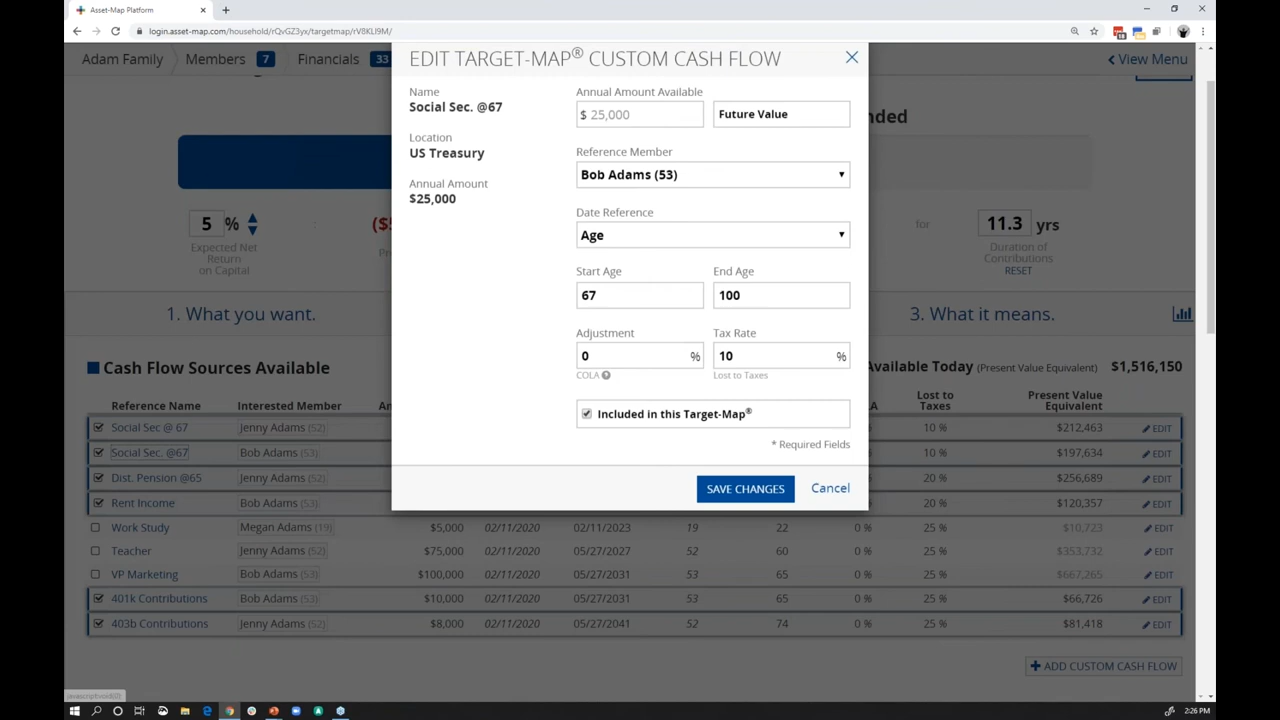 Asset-Map Platform
login.asset-map.com/household/rQvGZ3yx/targetmap/rV8KLl9M/
Adam Family
Members 7
Financials 33
View Menu
EDIT TARGET-MAP® CUSTOM CASH FLOW
Name
Social Sec. @67
Location
US Treasury
Annual Amount
$25,000
Annual Amount Available
$ 25,000
Future Value
Reference Member
Bob Adams (53)
Date Reference
Age
Start Age
67
End Age
100
Adjustment
0 %
COLA
Tax Rate
10 %
Lost to Taxes
Included in this Target-Map®
* Required Fields
SAVE CHANGES
Cancel
nded
5 %
Expected Net
Return
on Capital
:
($
Pr
for
11.3 yrs
Duration of
Contributions
RESET
1. What you want.
3. What it means.
Cash Flow Sources Available
Available Today (Present Value Equivalent) $1,516,150
Reference Name Interested Member An A Lost to Taxes Present Value Equivalent
Social Sec @ 67 Jenny Adams (52) 10 % $212,463 EDIT
Social Sec. @67 Bob Adams (53) 10 % $197,634 EDIT
Dist. Pension @65 Jenny Adams (52) 20 % $256,689 EDIT
Rent Income Bob Adams (53) 20 % $120,357 EDIT
Work Study Megan Adams (19) $5,000 02/11/2020 02/11/2023 19 22 0 % 25 % $10,723 EDIT
Teacher Jenny Adams (52) $75,000 02/11/2020 05/27/2027 52 60 0 % 25 % $353,732 EDIT
VP Marketing Bob Adams (53) $100,000 02/11/2020 05/27/2031 53 65 0 % 25 % $667,265 EDIT
401k Contributions Bob Adams (53) $10,000 02/11/2020 05/27/2031 53 65 0 % 25 % $66,726 EDIT
403b Contributions Jenny Adams (52) $8,000 02/11/2020 05/27/2041 52 74 0 % 25 % $81,418 EDIT
ADD CUSTOM CASH FLOW
javascript:void(0)
2:26 PM